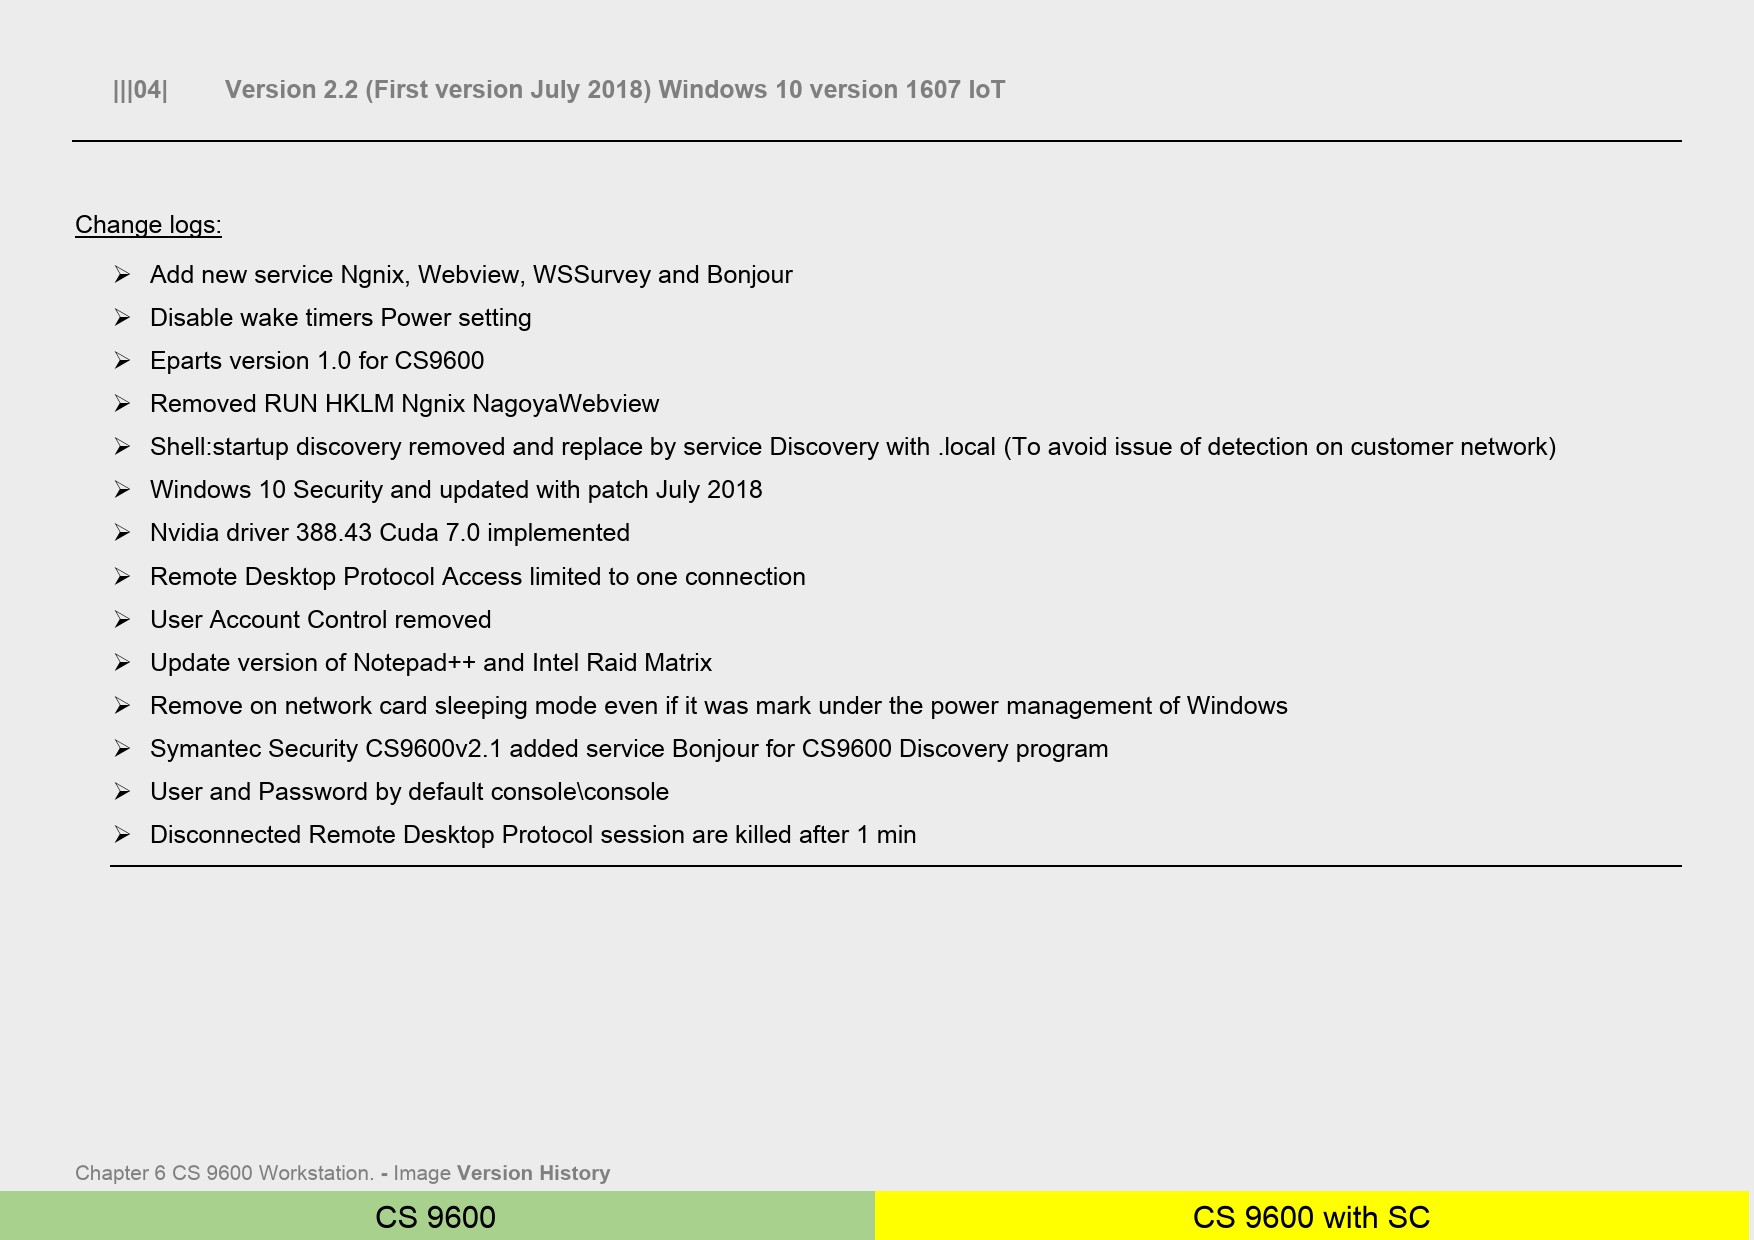 |||04| Version 2.2 (First version July 2018) Windows 10 version 1607 IoT
Change logs:
➢ Add new service Ngnix, Webview, WSSurvey and Bonjour
➢ Disable wake timers Power setting
➢ Eparts version 1.0 for CS9600
➢ Removed RUN HKLM Ngnix NagoyaWebview
➢ Shell:startup discovery removed and replace by service Discovery with .local (To avoid issue of detection on customer network)
➢ Windows 10 Security and updated with patch July 2018
➢ Nvidia driver 388.43 Cuda 7.0 implemented
➢ Remote Desktop Protocol Access limited to one connection
➢ User Account Control removed
➢ Update version of Notepad++ and Intel Raid Matrix
➢ Remove on network card sleeping mode even if it was mark under the power management of Windows
➢ Symantec Security CS9600v2.1 added service Bonjour for CS9600 Discovery program
➢ User and Password by default console\console
➢ Disconnected Remote Desktop Protocol session are killed after 1 min
Chapter 6 CS 9600 Workstation. - Image Version History
CS 9600
CS 9600 with SC